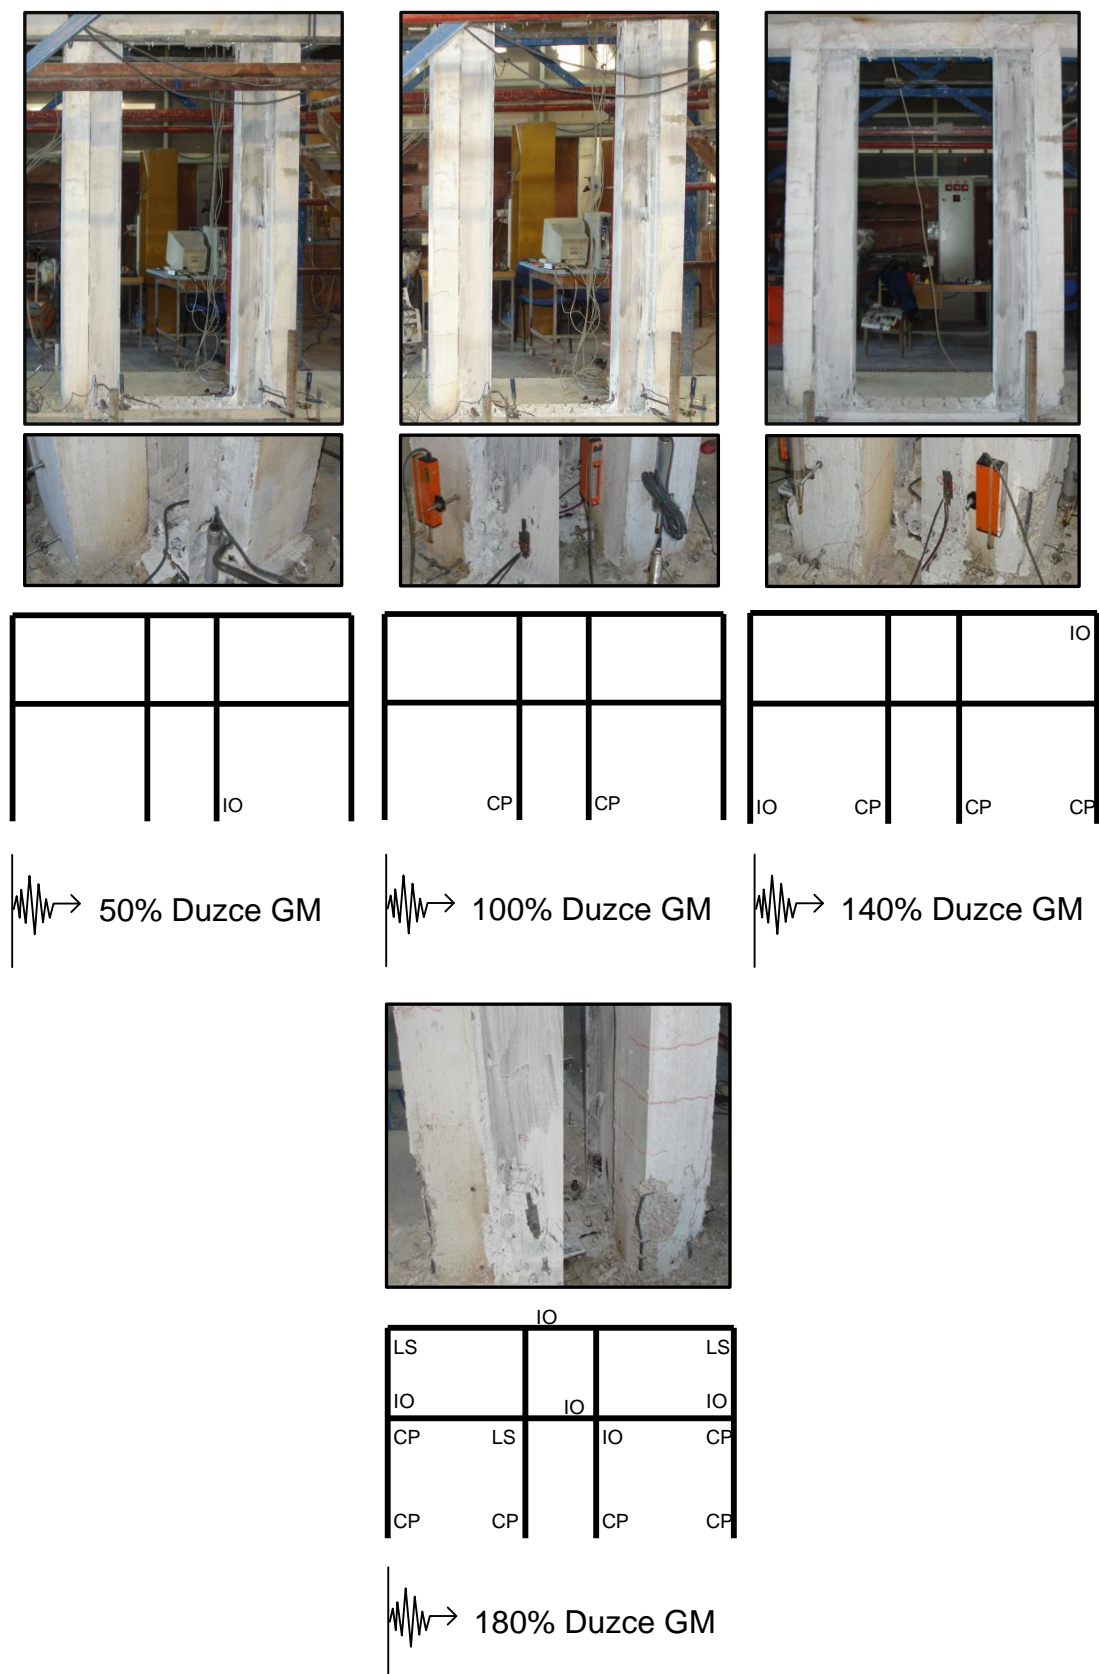 IO
IO
CP CP
IO CP CP CP
50% Duzce GM
100% Duzce GM
140% Duzce GM
IO
LS LS
IO IO IO
CP LS IO CP
CP CP CP CP
180% Duzce GM